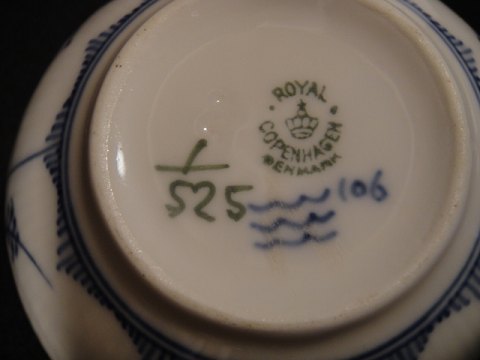 ROYAL
COPENHAGEN
DENMARK
1/
525
106